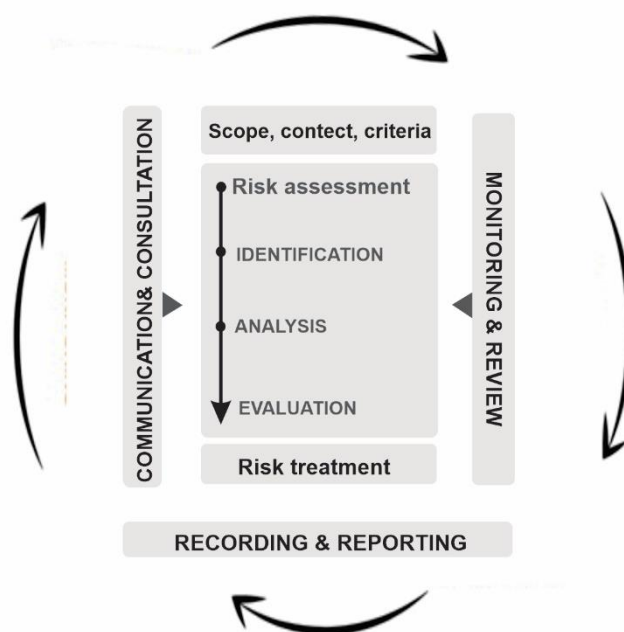 Scope, contect, criteria
Risk assessment
IDENTIFICATION
ANALYSIS
EVALUATION
Risk treatment
COMMUNICATION& CONSULTATION
MONITORING & REVIEW
RECORDING & REPORTING